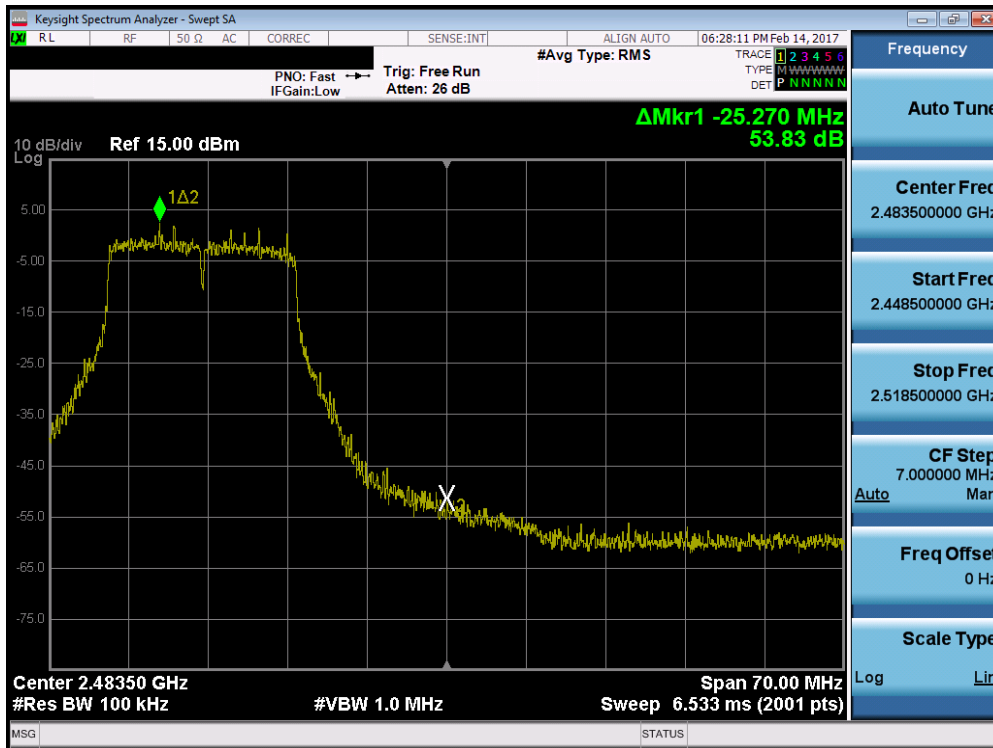 Keysight Spectrum Analyzer - Swept SA
LXI RL RF 50 Ω AC CORREC SENSE:INT ALIGN AUTO 06:28:11 PM Feb 14, 2017
#Avg Type: RMS TRACE 1 2 3 4 5 6
PNO: Fast Trig: Free Run TYPE M WWWWW
IFGain:Low Atten: 26 dB DET P N N N N N
ΔMkr1 -25.270 MHz
53.83 dB
10 dB/div Ref 15.00 dBm
Log
1Δ2
5.00
-5.00
-15.0
-25.0
-35.0
-45.0
-55.0
-65.0
-75.0
X
Center 2.48350 GHz Span 70.00 MHz
#Res BW 100 kHz #VBW 1.0 MHz Sweep 6.533 ms (2001 pts)
MSG STATUS
Frequency
Auto Tune
Center Freq
2.483500000 GHz
Start Freq
2.448500000 GHz
Stop Freq
2.518500000 GHz
CF Step
7.000000 MHz
Auto Man
Freq Offset
0 Hz
Scale Type
Log Lin